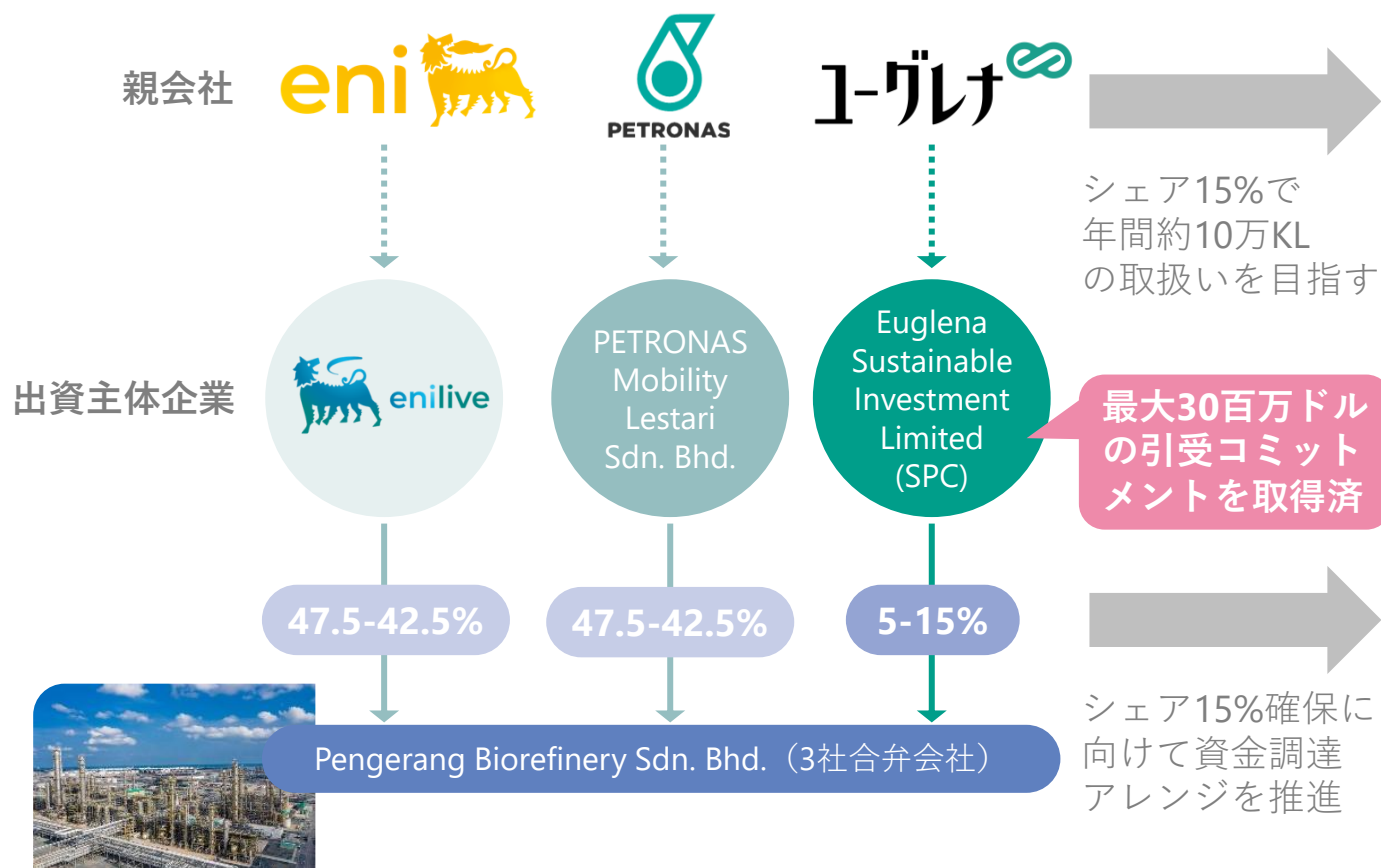 親会社
eni
PETRONAS
ユーグレナ
シェア15%で
年間約10万KL
の取扱いを目指す
出資主体企業
enilive
PETRONAS
Mobility
Lestari
Sdn. Bhd.
Euglena
Sustainable
Investment
Limited
(SPC)
最大30百万ドル
の引受コミット
メントを取得済
47.5-42.5%
47.5-42.5%
5-15%
Pengerang Biorefinery Sdn. Bhd.（3社合弁会社）
シェア15%確保に
向けて資金調達
アレンジを推進